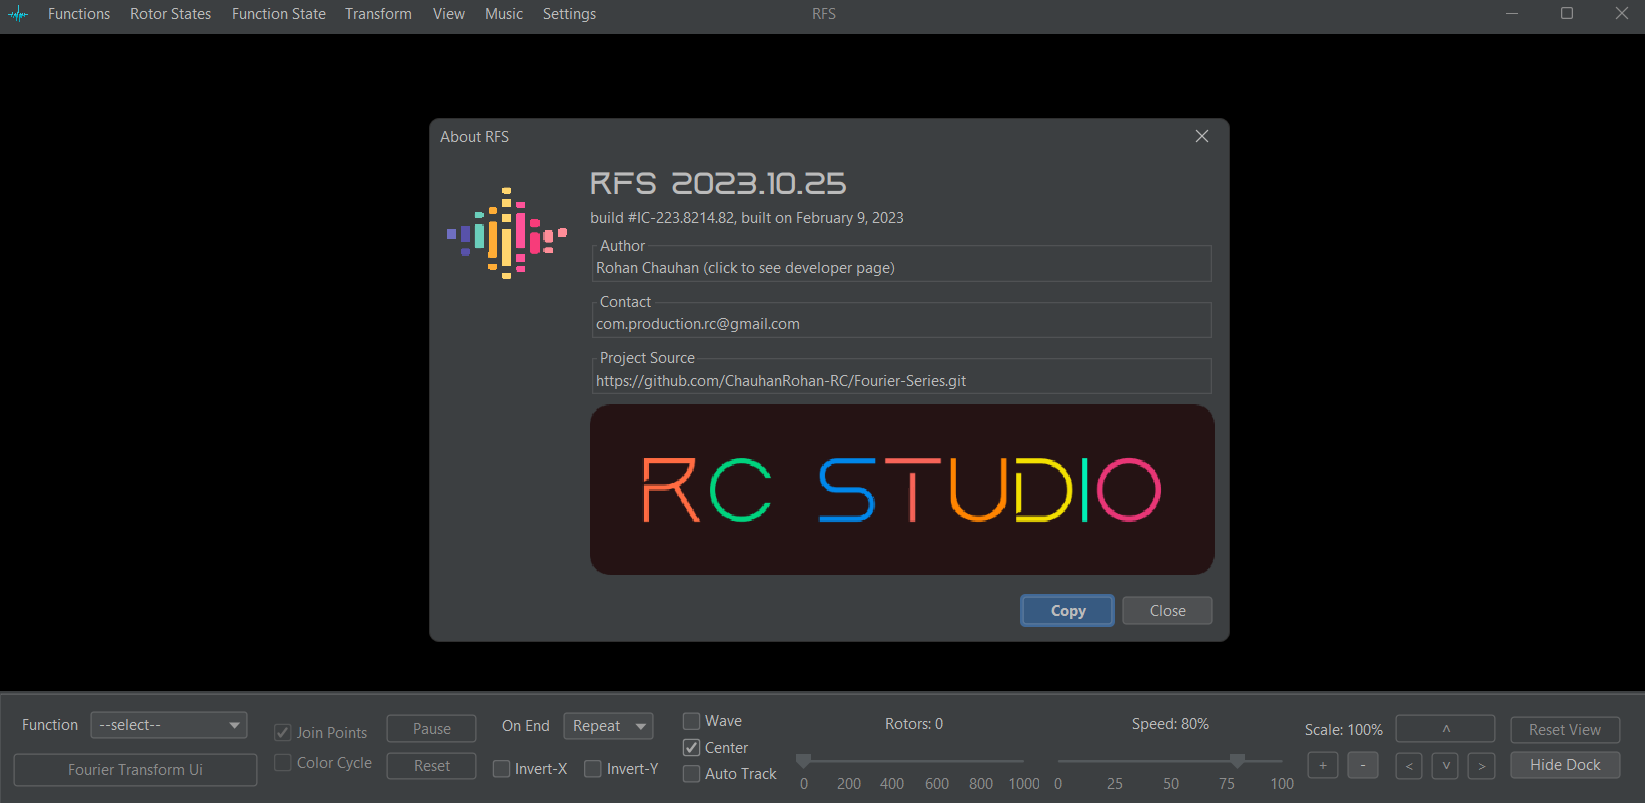 Functions Rotor States Function State Transform View Music Settings RFS
About RFS
RFS 2023.10.25
build #IC-223.8214.82, built on February 9, 2023
Author
Rohan Chauhan (click to see developer page)
Contact
com.production.rc@gmail.com
Project Source
https://github.com/ChauhanRohan-RC/Fourier-Series.git
RC STUDIO
Copy Close
Function --select--
Fourier Transform Ui
Join Points
Color Cycle
Pause
Reset
On End Repeat
Invert-X Invert-Y
Wave
Center
Auto Track
Rotors: 0
0 200 400 600 800 1000
Speed: 80%
0 25 50 75 100
Scale: 100%
+ -
^
< v >
Reset View
Hide Dock